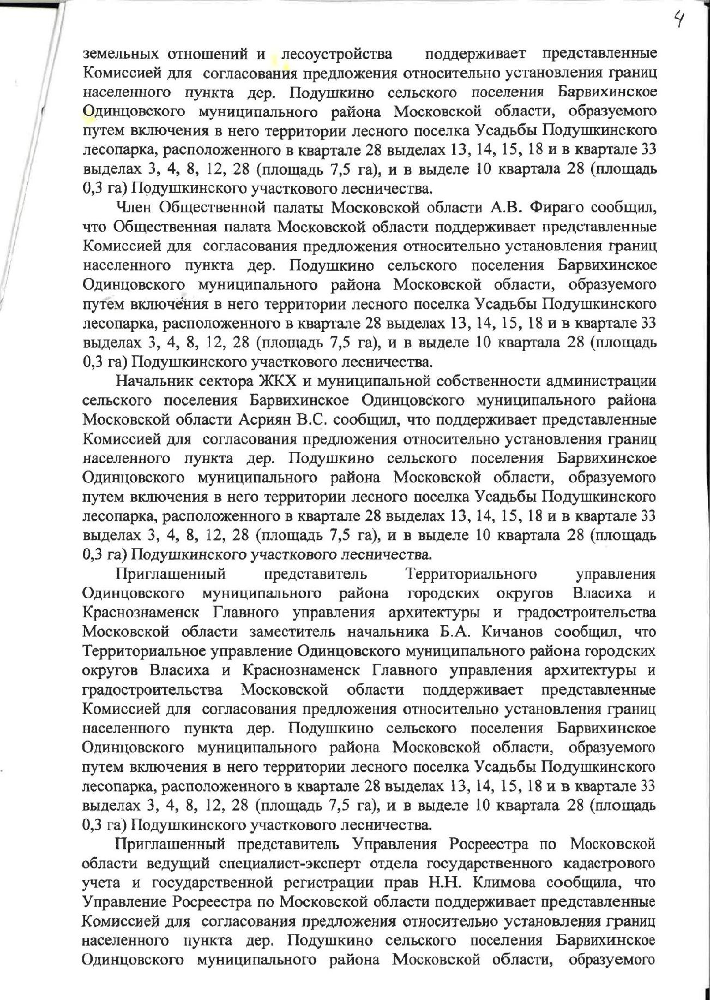 4
земельных отношений и лесоустройства поддерживает представленные
Комиссией для согласования предложения относительно установления границ
населенного пункта дер. Подушкино сельского поселения Барвихинское
Одинцовского муниципального района Московской области, образуемого
путем включения в него территории лесного поселка Усадьбы Подушкинского
лесопарка, расположенного в квартале 28 выделах 13, 14, 15, 18 и в квартале 33
выделах 3, 4, 8, 12, 28 (площадь 7,5 га), и в выделе 10 квартала 28 (площадь
0,3 га) Подушкинского участкового лесничества.
Член Общественной палаты Московской области А.В. Фираго сообщил,
что Общественная палата Московской области поддерживает представленные
Комиссией для согласования предложения относительно установления границ
населенного пункта дер. Подушкино сельского поселения Барвихинское
Одинцовского муниципального района Московской области, образуемого
путем включения в него территории лесного поселка Усадьбы Подушкинского
лесопарка, расположенного в квартале 28 выделах 13, 14, 15, 18 и в квартале 33
выделах 3, 4, 8, 12, 28 (площадь 7,5 га), и в выделе 10 квартала 28 (площадь
0,3 га) Подушкинского участкового лесничества.
Начальник сектора ЖКХ и муниципальной собственности администрации
сельского поселения Барвихинское Одинцовского муниципального района
Московской области Асриян В.С. сообщил, что поддерживает представленные
Комиссией для согласования предложения относительно установления границ
населенного пункта дер. Подушкино сельского поселения Барвихинское
Одинцовского муниципального района Московской области, образуемого
путем включения в него территории лесного поселка Усадьбы Подушкинского
лесопарка, расположенного в квартале 28 выделах 13, 14, 15, 18 и в квартале 33
выделах 3, 4, 8, 12, 28 (площадь 7,5 га), и в выделе 10 квартала 28 (площадь
0,3 га) Подушкинского участкового лесничества.
Приглашенный представитель Территориального управления
Одинцовского муниципального района городских округов Власиха и
Краснознаменск Главного управления архитектуры и градостроительства
Московской области заместитель начальника Б.А. Кичанов сообщил, что
Территориальное управление Одинцовского муниципального района городских
округов Власиха и Краснознаменск Главного управления архитектуры и
градостроительства Московской области поддерживает представленные
Комиссией для согласования предложения относительно установления границ
населенного пункта дер. Подушкино сельского поселения Барвихинское
Одинцовского муниципального района Московской области, образуемого
путем включения в него территории лесного поселка Усадьбы Подушкинского
лесопарка, расположенного в квартале 28 выделах 13, 14, 15, 18 и в квартале 33
выделах 3, 4, 8, 12, 28 (площадь 7,5 га), и в выделе 10 квартала 28 (площадь
0,3 га) Подушкинского участкового лесничества.
Приглашенный представитель Управления Росреестра по Московской
области ведущий специалист-эксперт отдела государственного кадастрового
учета и государственной регистрации прав Н.Н. Климова сообщила, что
Управление Росреестра по Московской области поддерживает представленные
Комиссией для согласования предложения относительно установления границ
населенного пункта дер. Подушкино сельского поселения Барвихинское
Одинцовского муниципального района Московской области, образуемого